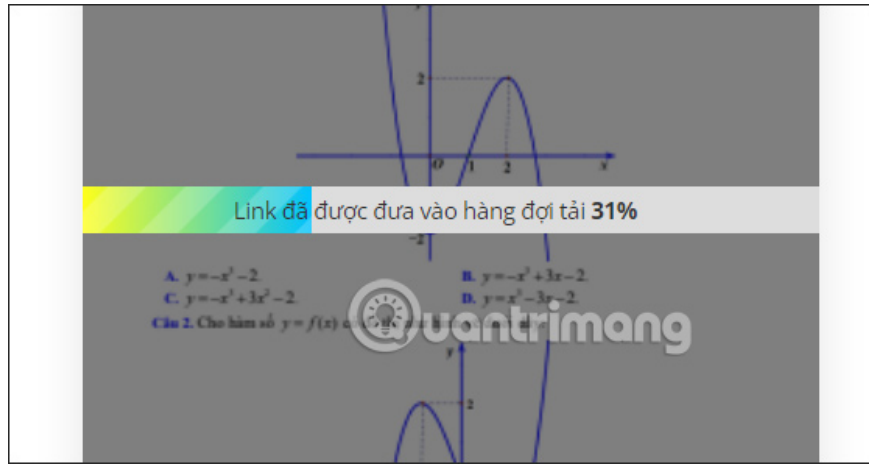 y
2
O 1 2 x
Link đã được đưa vào hàng đợi tải 31%
-2
A. y=-x³-2. B. y=-x³+3x-2.
C. y=-x³+3x²-2. D. y=x³-3x-2.
Quantrimang
Câu 2. Cho hàm số y=f(x)
y
2